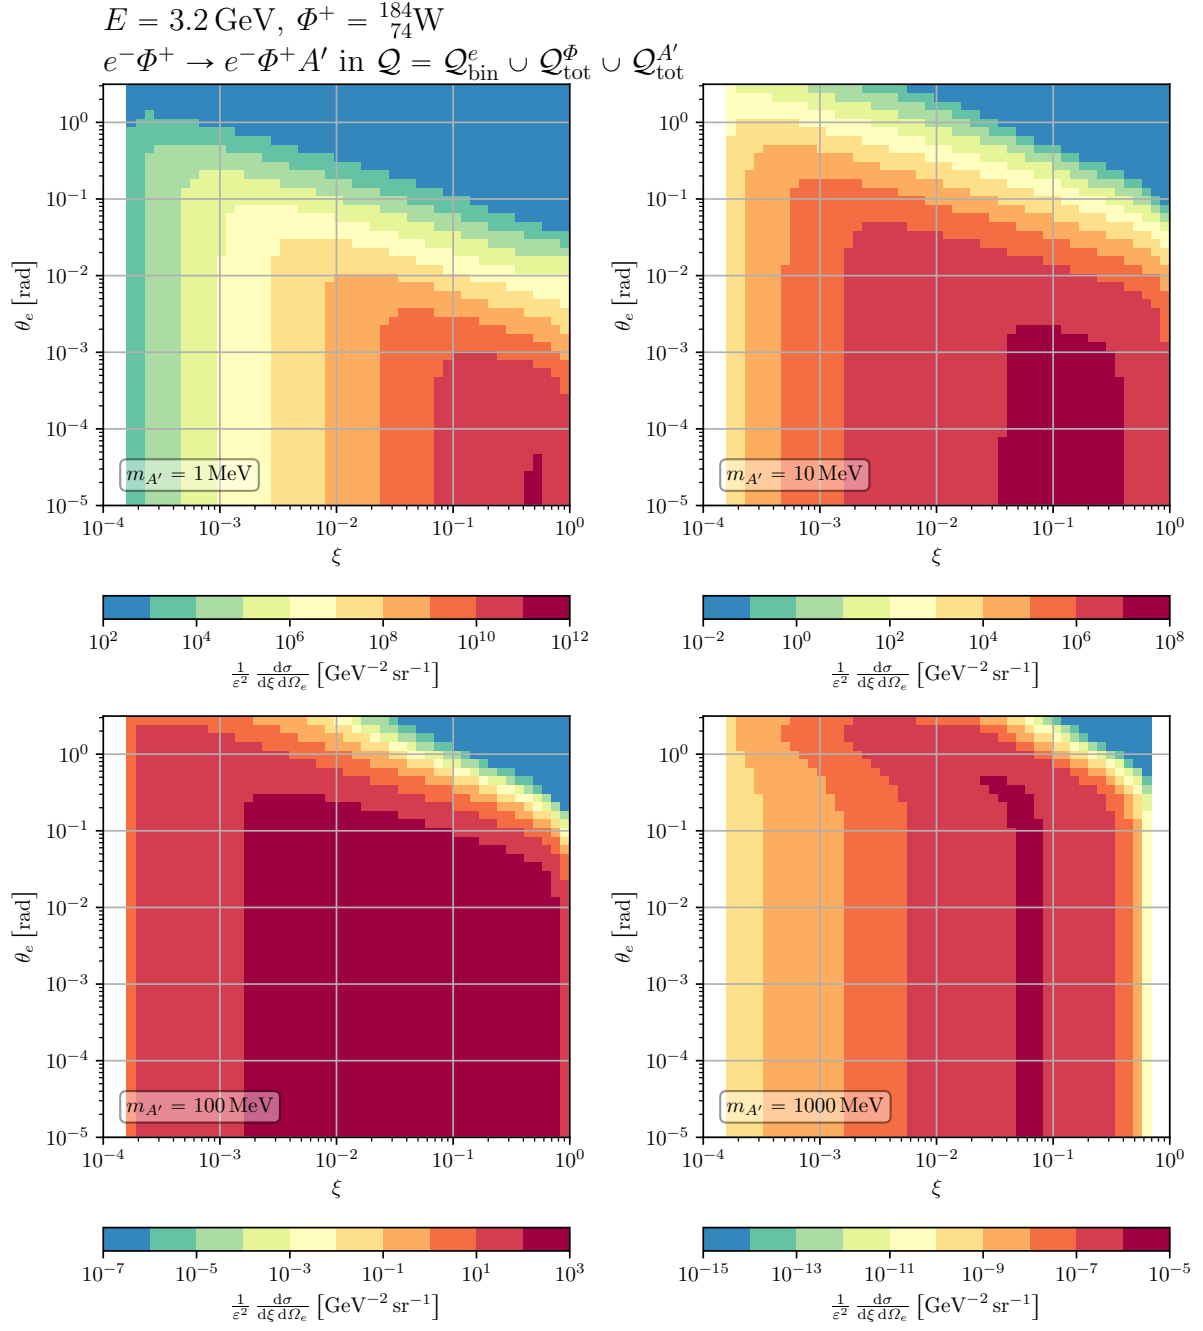 E = 3.2 GeV, Φ⁺ = ¹⁸⁴₇₄W
e⁻Φ⁺ → e⁻Φ⁺A′ in 𝒬 = 𝒬ᵉ_bin ∪ 𝒬^Φ_tot ∪ 𝒬^A′_tot
θₑ [rad]
10⁰
10⁻¹
10⁻²
10⁻³
10⁻⁴
10⁻⁵
m_A′ = 1 MeV
10⁻⁴ 10⁻³ 10⁻² 10⁻¹ 10⁰
ξ
10² 10⁴ 10⁶ 10⁸ 10¹⁰ 10¹²
1/ε² dσ/dξ dΩₑ [GeV⁻² sr⁻¹]
θₑ [rad]
10⁰
10⁻¹
10⁻²
10⁻³
10⁻⁴
10⁻⁵
m_A′ = 10 MeV
10⁻⁴ 10⁻³ 10⁻² 10⁻¹ 10⁰
ξ
10⁻² 10⁰ 10² 10⁴ 10⁶ 10⁸
1/ε² dσ/dξ dΩₑ [GeV⁻² sr⁻¹]
θₑ [rad]
10⁰
10⁻¹
10⁻²
10⁻³
10⁻⁴
10⁻⁵
m_A′ = 100 MeV
10⁻⁴ 10⁻³ 10⁻² 10⁻¹ 10⁰
ξ
10⁻⁷ 10⁻⁵ 10⁻³ 10⁻¹ 10¹ 10³
1/ε² dσ/dξ dΩₑ [GeV⁻² sr⁻¹]
θₑ [rad]
10⁰
10⁻¹
10⁻²
10⁻³
10⁻⁴
10⁻⁵
m_A′ = 1000 MeV
10⁻⁴ 10⁻³ 10⁻² 10⁻¹ 10⁰
ξ
10⁻¹⁵ 10⁻¹³ 10⁻¹¹ 10⁻⁹ 10⁻⁷ 10⁻⁵
1/ε² dσ/dξ dΩₑ [GeV⁻² sr⁻¹]